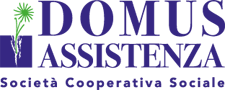 DOMUS
ASSISTENZA
Società Cooperativa Sociale